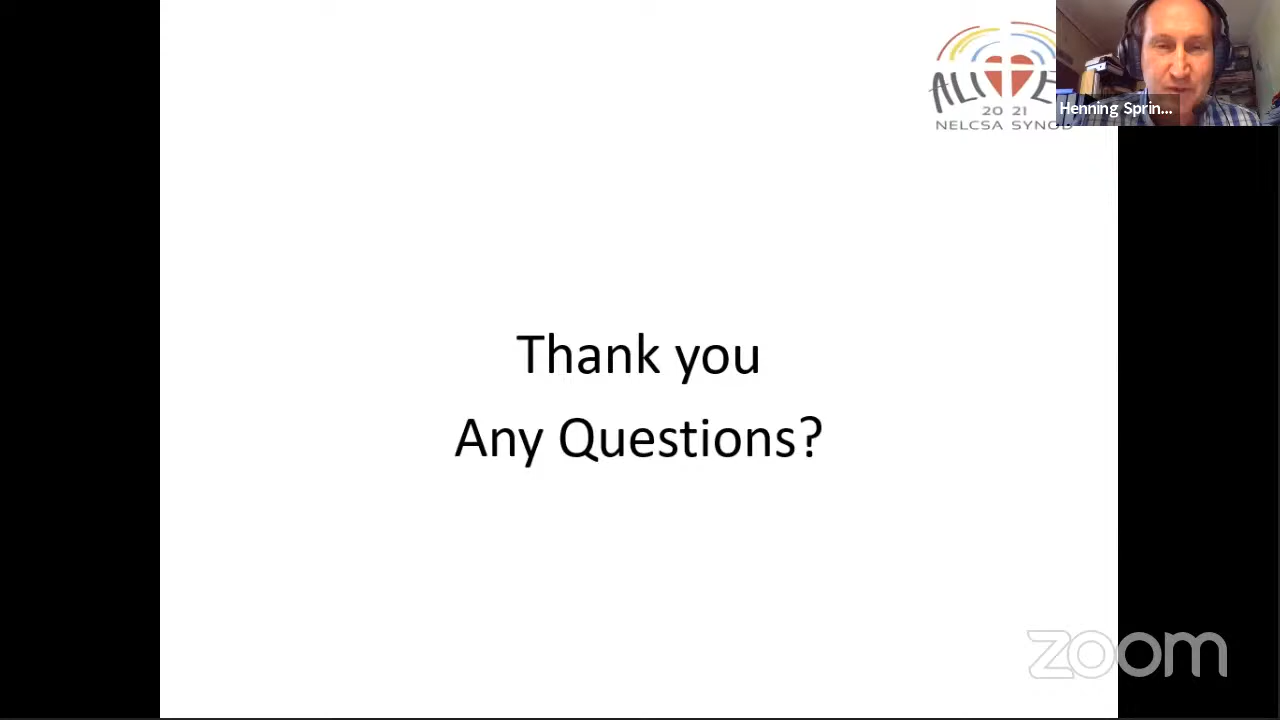 ALIVE
20 21
NELCSA SYNOD
Henning Sprin...
Thank you
Any Questions?
zoom